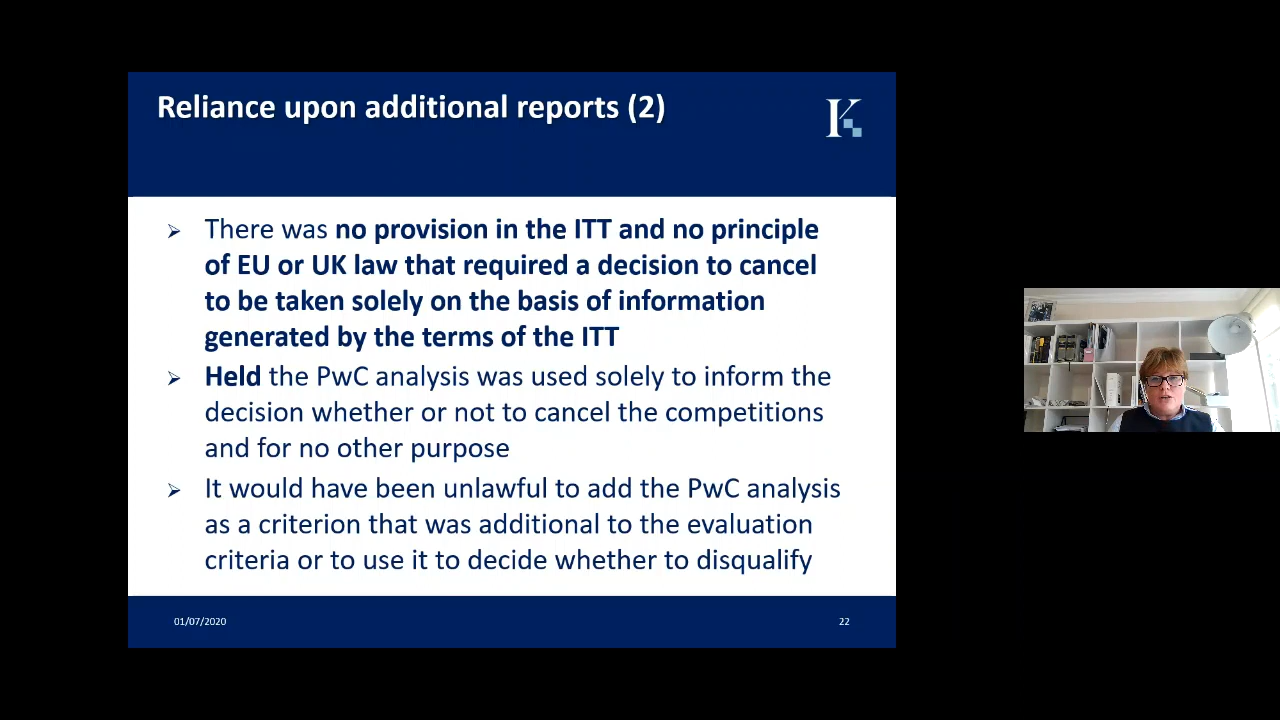 Reliance upon additional reports (2)
K
➢ There was no provision in the ITT and no principle
of EU or UK law that required a decision to cancel
to be taken solely on the basis of information
generated by the terms of the ITT
➢ Held the PwC analysis was used solely to inform the
decision whether or not to cancel the competitions
and for no other purpose
➢ It would have been unlawful to add the PwC analysis
as a criterion that was additional to the evaluation
criteria or to use it to decide whether to disqualify
01/07/2020
22